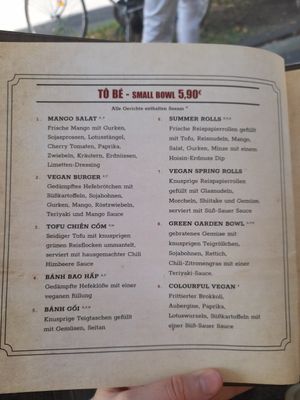 TÔ BÉ - SMALL BOWL 5,90€
Alle Gerichte enthalten Sesam
1. MANGO SALAT
Frische Mango mit Gurken,
Sojasprossen, Lotusstängel,
Cherry Tomaten, Paprika,
Zwiebeln, Kräutern, Erdnissen,
Limetten-Dressing
2. VEGAN BURGER
Gedämpftes Hefebrötchen mit
Süßkartoffeln, Sojabohnen,
Gurken, Mango, Röstzwiebeln,
Teriyaki und Mango Sauce
3. TOFU CHIÊN CỐM
Seidiger Tofu mit knusprigen
grünen Reisflocken ummantelt,
serviert mit hausgemachter Chili
Himbeere Sauce
4. BÁNH BAO HẤP
Gedämpfte Hefeklöße mit einer
veganen füllung
5. BÁNH GỐI
Knusprige Teigtaschen gefüllt
mit Gemüsen, Seitan
6. SUMMER ROLLS
Frische Reispapierrollen gefüllt
mit Tofu, Reisnudeln, Mango,
Salat, Gurken, Minze mit einem
Hoisin-Erdnuss Dip
7. VEGAN SPRING ROLLS
Knusprige Reispapierrollen
gefüllt mit Glasnudeln,
Morcheln, Shiitake und Gemüse.
serviert mit Süß-Sauer Sauce
8. GREEN GARDEN BOWL
gebratenes Gemüse mit
knusprigen Teigröllchen,
Sojabohnen, Rettich,
Chili-Zitronengras mit einer
Teriyaki-Sauce,
COLOURFUL VEGAN
Frittierter Brokkoli,
Aubergine, Paprika,
Lotuswurzeln, Süßkartoffeln mit
einer Süß-Sauer Sauce